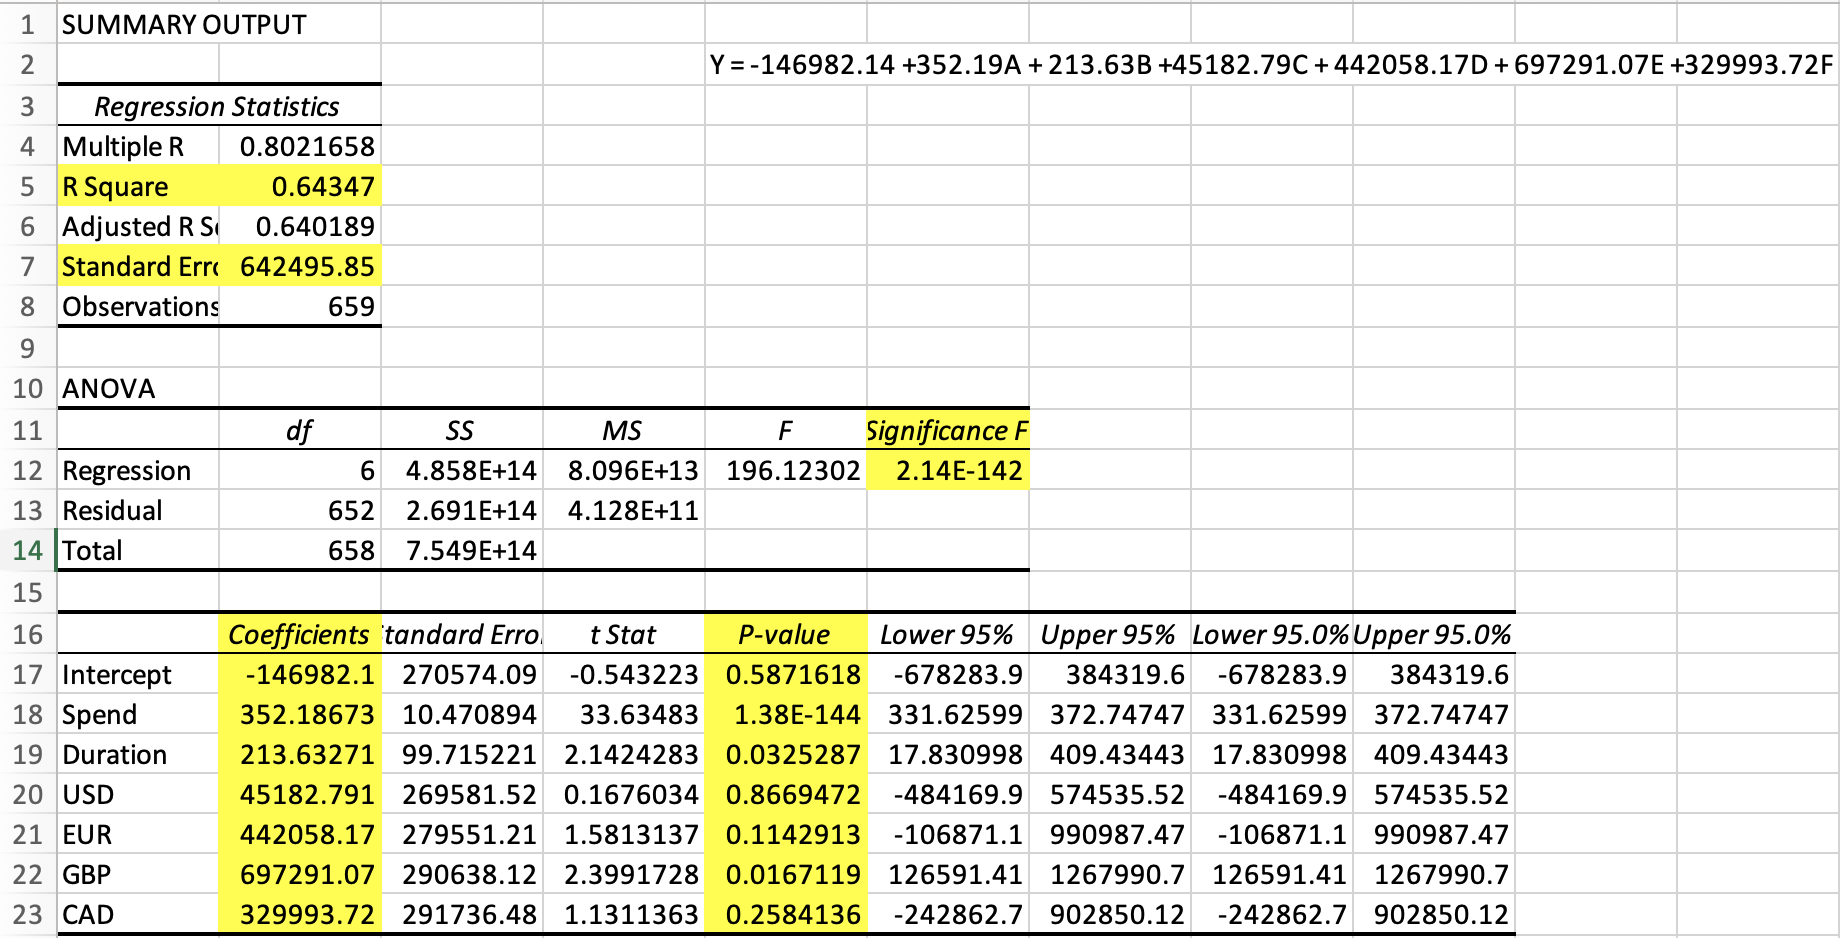 1 SUMMARY OUTPUT
2 Y = -146982.14 +352.19A + 213.63B +45182.79C + 442058.17D + 697291.07E +329993.72F
3 Regression Statistics
4 Multiple R 0.8021658
5 R Square 0.64347
6 Adjusted R S 0.640189
7 Standard Erro 642495.85
8 Observations 659
9
10 ANOVA
11 df SS MS F Significance F
12 Regression 6 4.858E+14 8.096E+13 196.12302 2.14E-142
13 Residual 652 2.691E+14 4.128E+11
14 Total 658 7.549E+14
15
16 Coefficients tandard Erro t Stat P-value Lower 95% Upper 95% Lower 95.0% Upper 95.0%
17 Intercept -146982.1 270574.09 -0.543223 0.5871618 -678283.9 384319.6 -678283.9 384319.6
18 Spend 352.18673 10.470894 33.63483 1.38E-144 331.62599 372.74747 331.62599 372.74747
19 Duration 213.63271 99.715221 2.1424283 0.0325287 17.830998 409.43443 17.830998 409.43443
20 USD 45182.791 269581.52 0.1676034 0.8669472 -484169.9 574535.52 -484169.9 574535.52
21 EUR 442058.17 279551.21 1.5813137 0.1142913 -106871.1 990987.47 -106871.1 990987.47
22 GBP 697291.07 290638.12 2.3991728 0.0167119 126591.41 1267990.7 126591.41 1267990.7
23 CAD 329993.72 291736.48 1.1311363 0.2584136 -242862.7 902850.12 -242862.7 902850.12